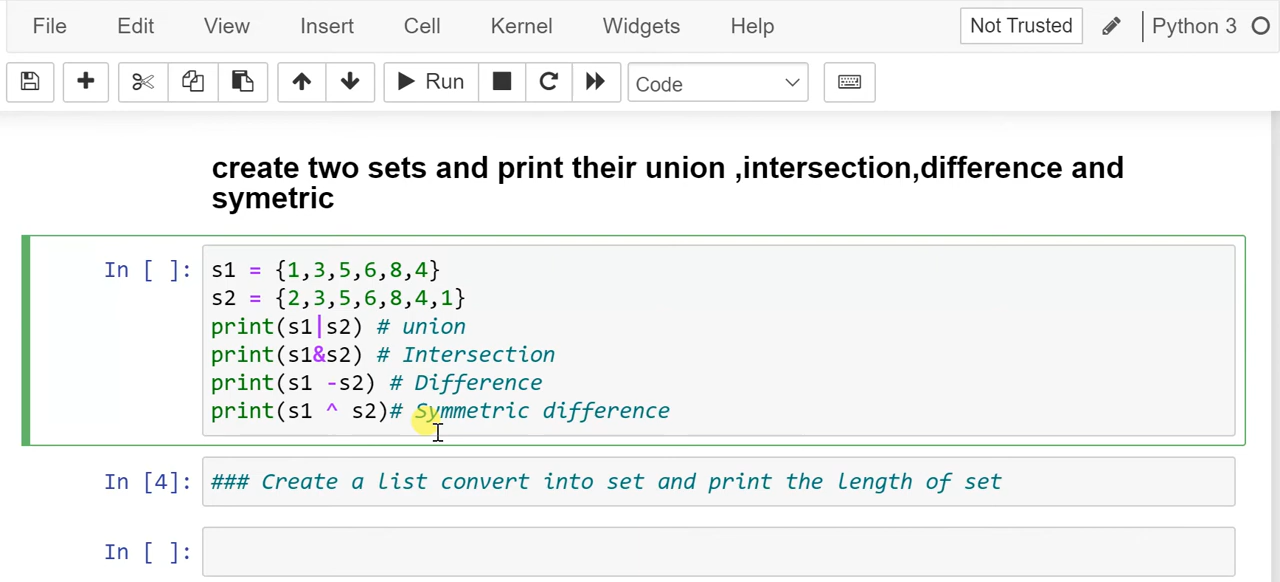 File Edit View Insert Cell Kernel Widgets Help Not Trusted Python 3
Run Code
create two sets and print their union ,intersection,difference and
symetric
In [ ]: s1 = {1,3,5,6,8,4}
s2 = {2,3,5,6,8,4,1}
print(s1|s2) # union
print(s1&s2) # Intersection
print(s1 -s2) # Difference
print(s1 ^ s2)# Symmetric difference
In [4]: ### Create a list convert into set and print the length of set
In [ ]: